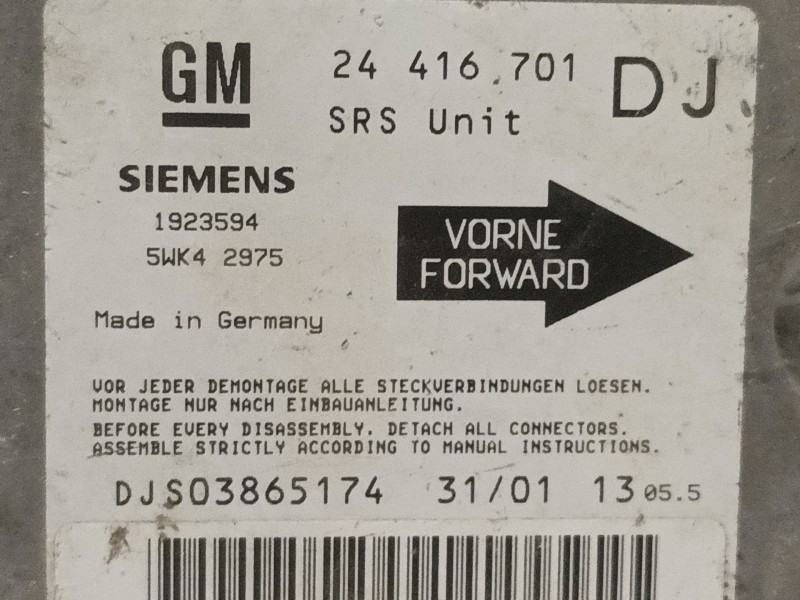 GM 24 416 701 DJ
SRS Unit
SIEMENS
1923594
5WK4 2975
VORNE
FORWARD
Made in Germany
VOR JEDER DEMONTAGE ALLE STECKVERBINDUNGEN LOESEN.
MONTAGE NUR NACH EINBAUANLEITUNG.
BEFORE EVERY DISASSEMBLY. DETACH ALL CONNECTORS.
ASSEMBLE STRICTLY ACCORDING TO MANUAL INSTRUCTIONS.
DJS03865174 31/01 13 05.5